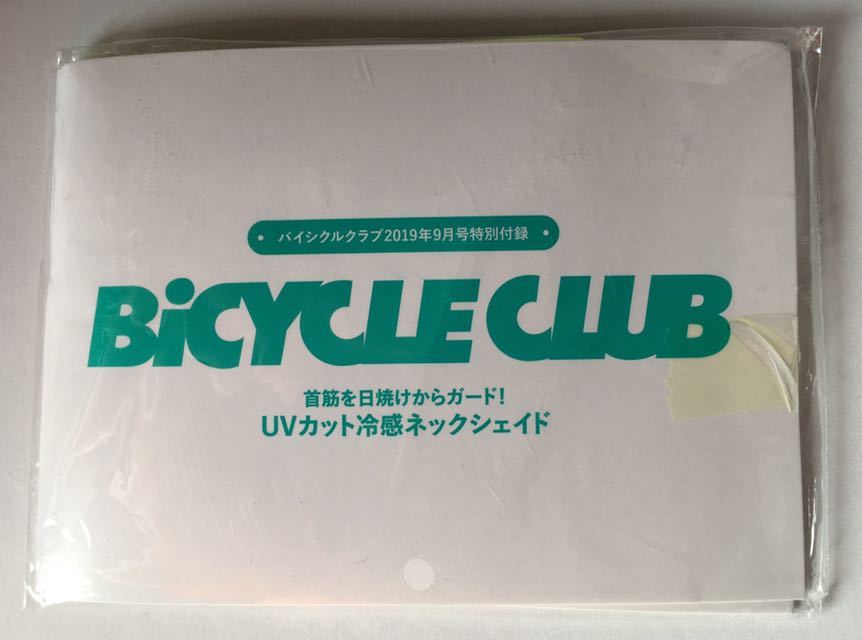 バイシクルクラブ2019年9月号特別付録
BiCYCLE CLUB
首筋を日焼けからガード!
UVカット冷感ネックシェイド